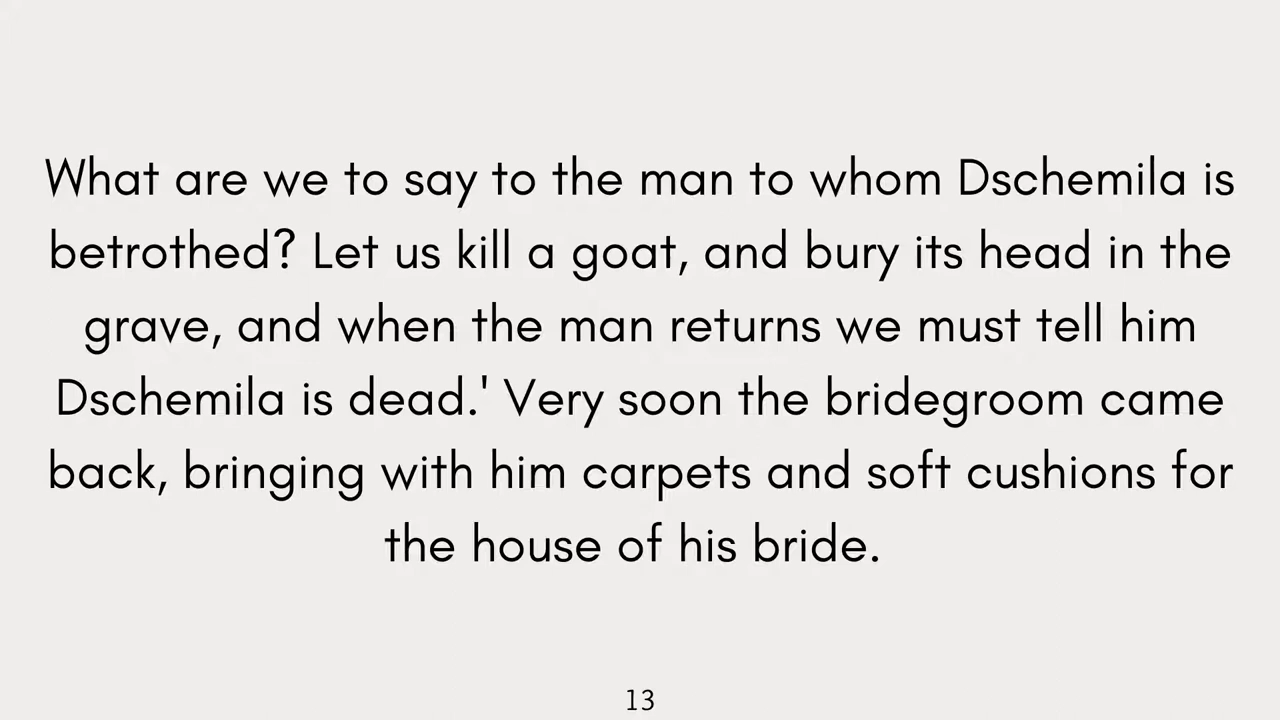 What are we to say to the man to whom Dschemila is
betrothed? Let us kill a goat, and bury its head in the
grave, and when the man returns we must tell him
Dschemila is dead.' Very soon the bridegroom came
back, bringing with him carpets and soft cushions for
the house of his bride.
13